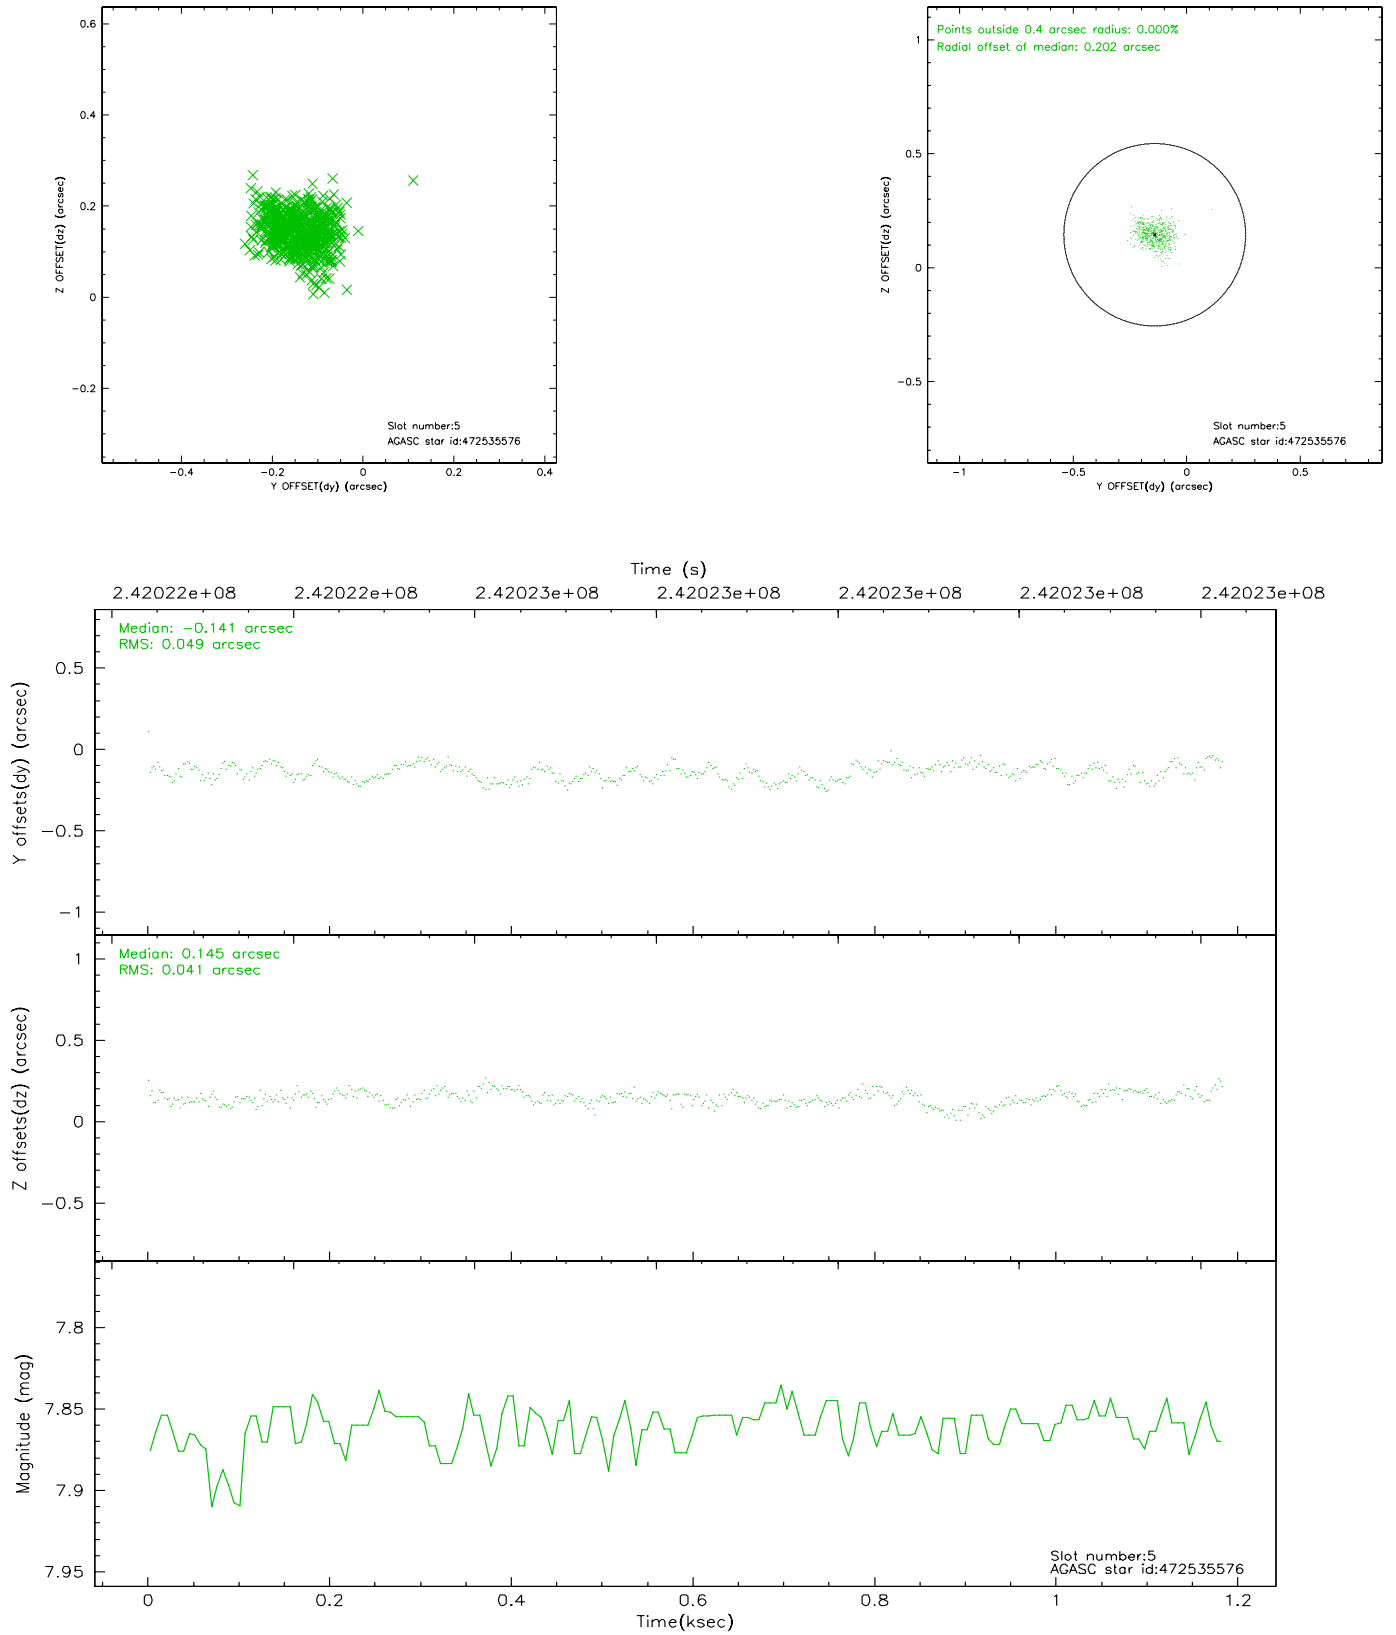 0.6
0.4
0.2
0
−0.2
Z OFFSET(dz) (arcsec)
Slot number:5
AGASC star id:472535576
−0.4 −0.2 0 0.2 0.4
Y OFFSET(dy) (arcsec)
Points outside 0.4 arcsec radius: 0.000%
Radial offset of median: 0.202 arcsec
1
0.5
0
−0.5
Z OFFSET(dz) (arcsec)
Slot number:5
AGASC star id:472535576
−1 −0.5 0 0.5
Y OFFSET(dy) (arcsec)
Time (s)
2.42022e+08 2.42022e+08 2.42023e+08 2.42023e+08 2.42023e+08 2.42023e+08 2.42023e+08
Median: −0.141 arcsec
RMS: 0.049 arcsec
0.5
0
−0.5
−1
Y offsets(dy) (arcsec)
Median: 0.145 arcsec
RMS: 0.041 arcsec
1
0.5
0
−0.5
Z offsets(dz) (arcsec)
7.8
7.85
7.9
7.95
Magnitude (mag)
Slot number:5
AGASC star id:472535576
0 0.2 0.4 0.6 0.8 1 1.2
Time(ksec)